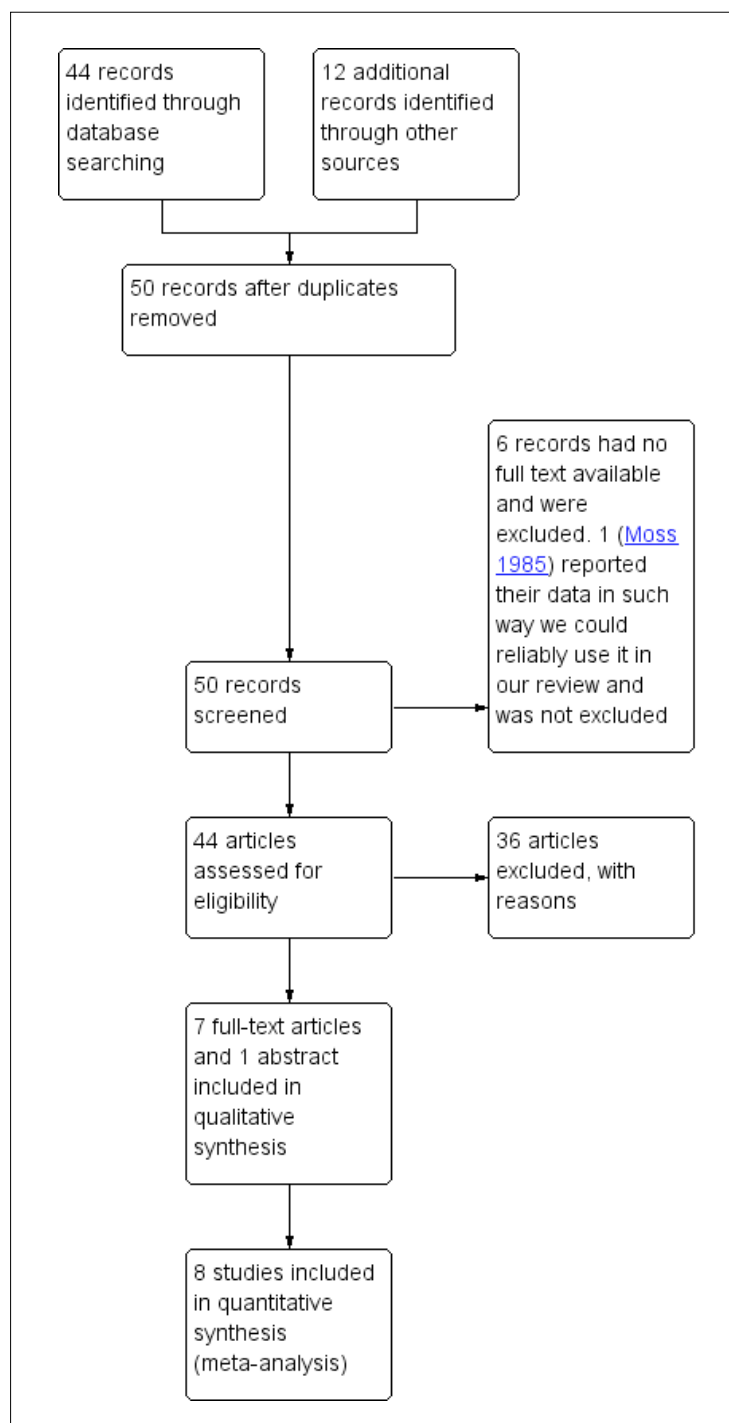 44 records
identified through
database
searching
12 additional
records identified
through other
sources
50 records after duplicates
removed
6 records had no
full text available
and were
excluded. 1 (Moss
1985) reported
their data in such
way we could
reliably use it in
our review and
was not excluded
50 records
screened
44 articles
assessed for
eligibility
36 articles
excluded, with
reasons
7 full-text articles
and 1 abstract
included in
qualitative
synthesis
8 studies included
in quantitative
synthesis
(meta-analysis)